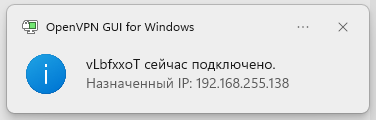 OpenVPN GUI for Windows
vLbfxxoT сейчас подключено.
Назначенный IP: 192.168.255.138